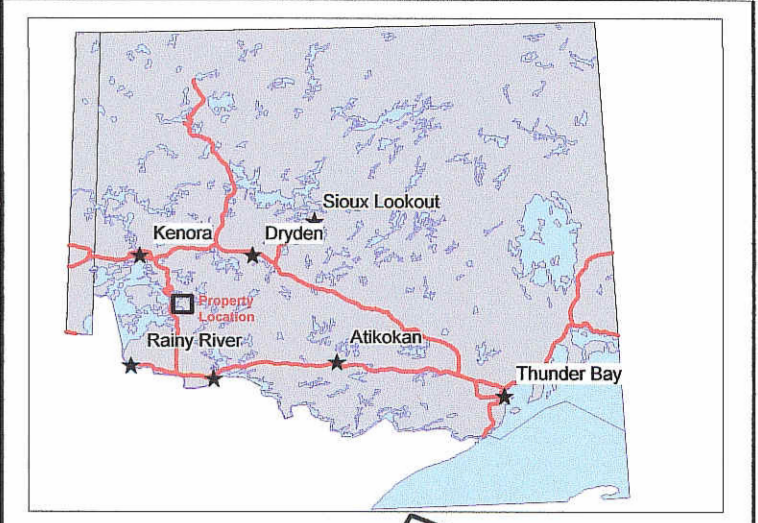 Sioux Lookout
Kenora
Dryden
Property
Location
Rainy River
Atikokan
Thunder Bay